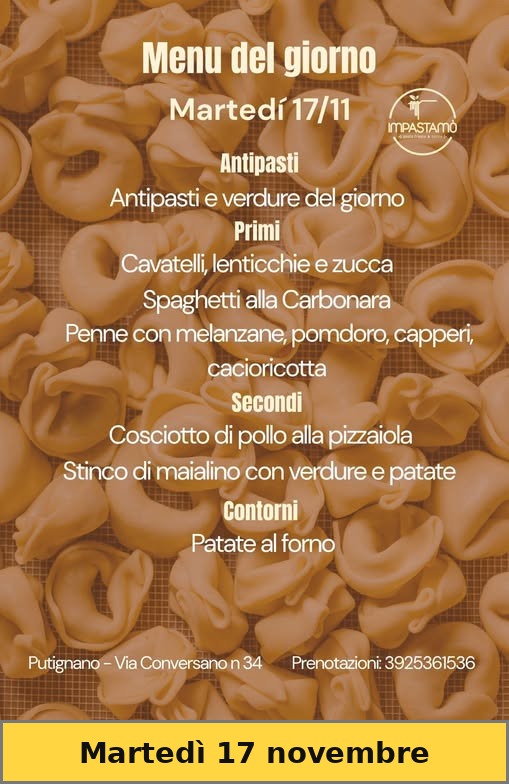 Menu del giorno
Martedí 17/11
IMPASTAMÒ
Antipasti
Antipasti e verdure del giorno
Primi
Cavatelli, lenticchie e zucca
Spaghetti alla Carbonara
Penne con melanzane, pomdoro, capperi,
cacioricotta
Secondi
Cosciotto di pollo alla pizzaiola
Stinco di maialino con verdure e patate
Contorni
Patate al forno
Putignano - Via Conversano n 34 Prenotazioni: 3925361536
Martedì 17 novembre